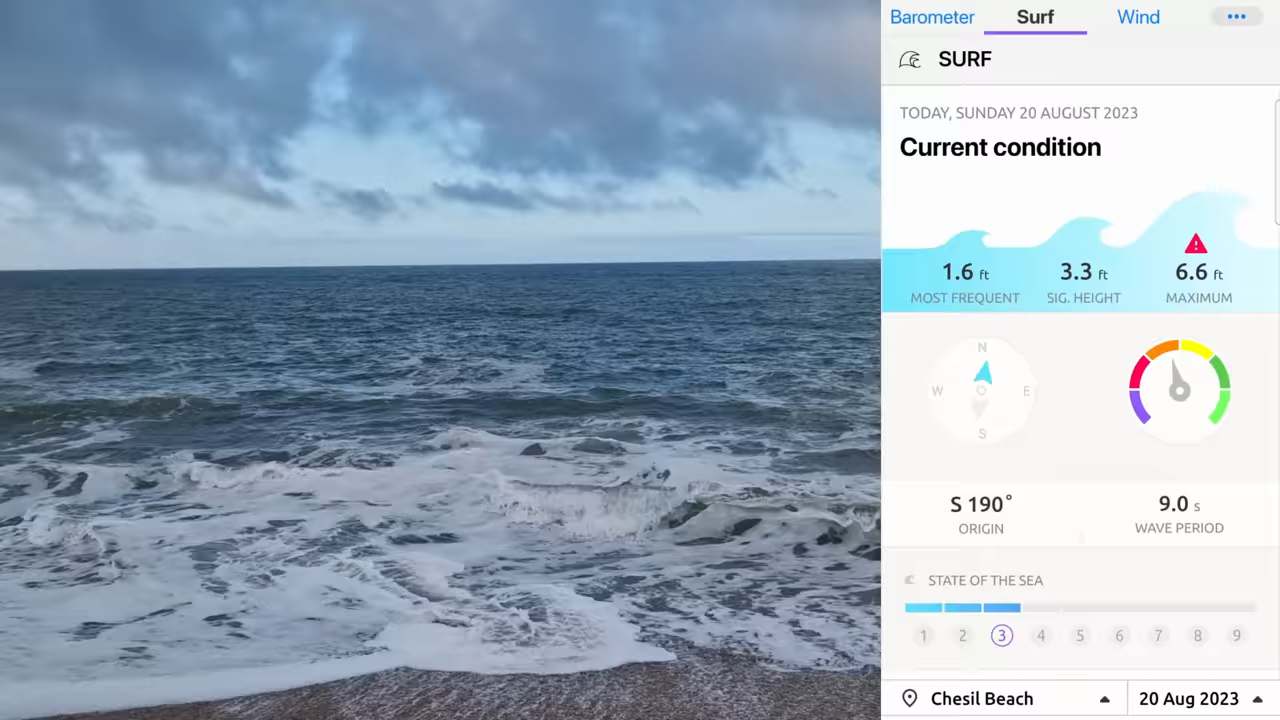 Barometer Surf Wind
SURF
TODAY, SUNDAY 20 AUGUST 2023
Current condition
1.6 ft 3.3 ft 6.6 ft
MOST FREQUENT SIG. HEIGHT MAXIMUM
N
W O E
S
S 190° 9.0 s
ORIGIN WAVE PERIOD
STATE OF THE SEA
1 2 3 4 5 6 7 8 9
Chesil Beach 20 Aug 2023